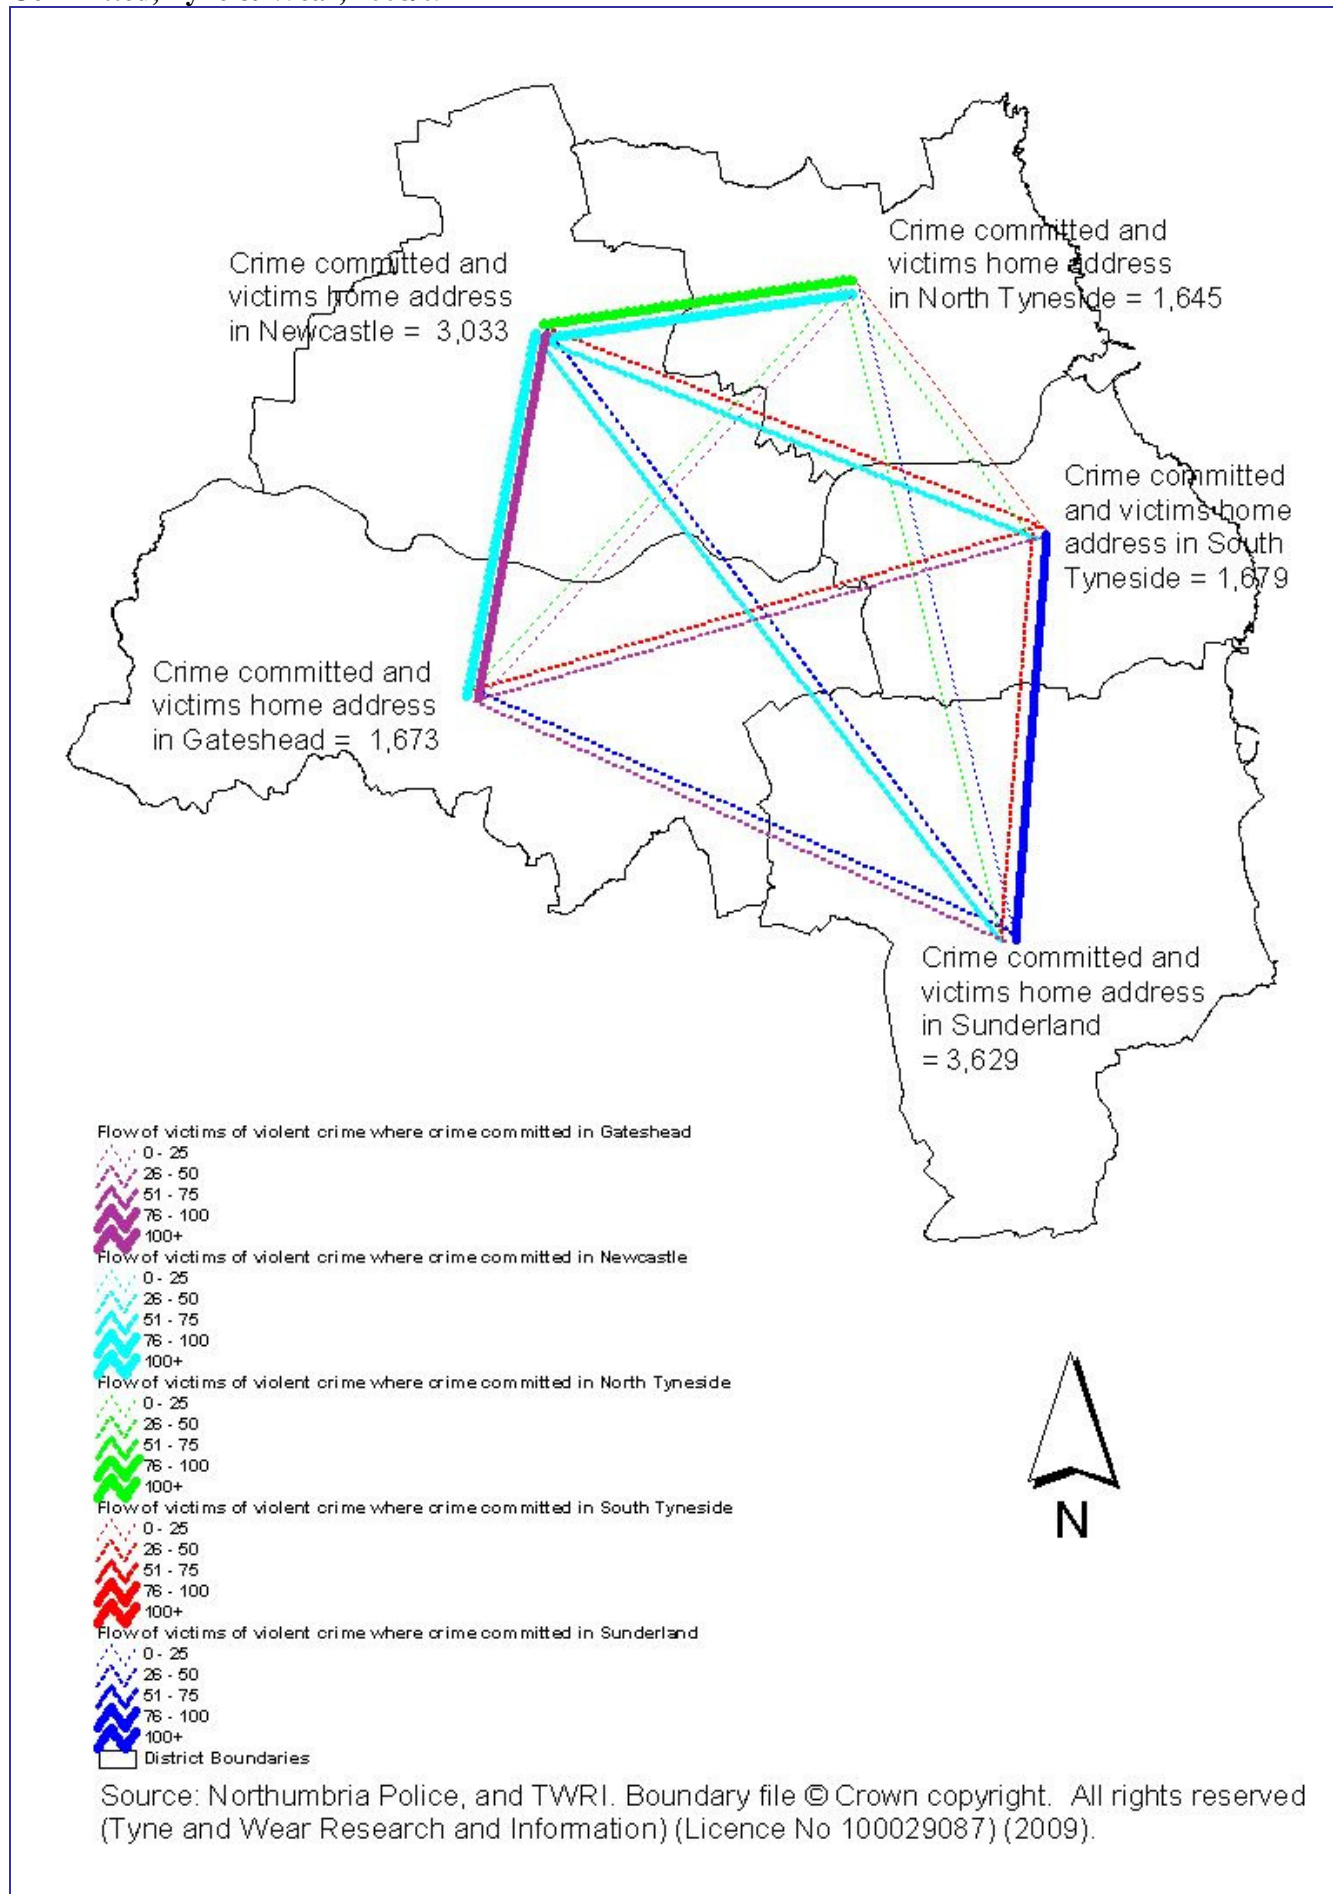 Crime committed and
victims home address
in North Tyneside = 1,645
Crime committed and
victims home address
in Newcastle = 3,033
Crime committed
and victims home
address in South
Tyneside = 1,679
Crime committed and
victims home address
in Gateshead = 1,673
Crime committed and
victims home address
in Sunderland
= 3,629
Flow of victims of violent crime where crime committed in Gateshead
0 - 25
26 - 50
51 - 75
76 - 100
100+
Flow of victims of violent crime where crime committed in Newcastle
0 - 25
26 - 50
51 - 75
76 - 100
100+
Flow of victims of violent crime where crime committed in North Tyneside
0 - 25
26 - 50
51 - 75
76 - 100
100+
Flow of victims of violent crime where crime committed in South Tyneside
0 - 25
26 - 50
51 - 75
76 - 100
100+
Flow of victims of violent crime where crime committed in Sunderland
0 - 25
26 - 50
51 - 75
76 - 100
100+
District Boundaries
N
Source: Northumbria Police, and TWRI. Boundary file © Crown copyright. All rights reserved
(Tyne and Wear Research and Information) (Licence No 100029087) (2009).